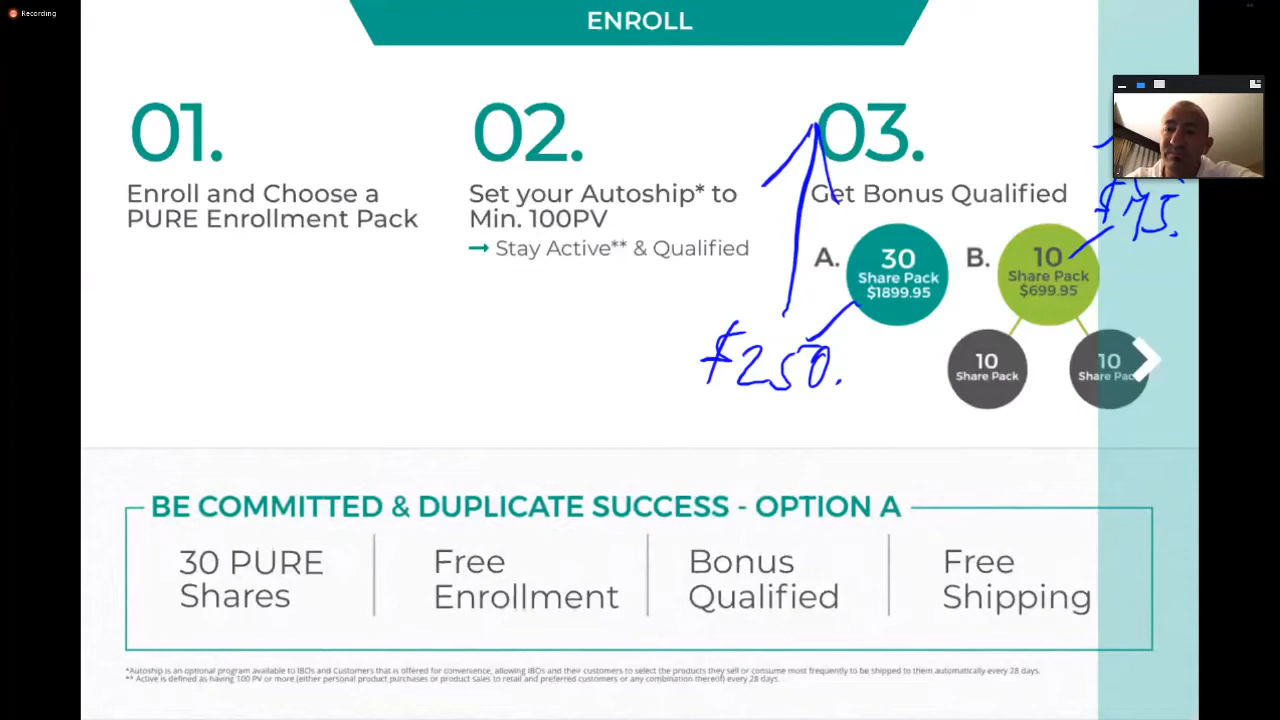 Recording
ENROLL
01.
Enroll and Choose a
PURE Enrollment Pack
02.
Set your Autoship* to
Min. 100PV
Stay Active** & Qualified
03.
Get Bonus Qualified
A.
30
Share Pack
$1899.95
B.
10
Share Pack
$699.95
10
Share Pack
10
Share Pac
$250.
$75.
BE COMMITTED & DUPLICATE SUCCESS - OPTION A
30 PURE
Shares
Free
Enrollment
Bonus
Qualified
Free
Shipping
*Autoship is an optional program available to IBOs and Customers that is offered for convenience, allowing IBOs and their customers to select the products they sell or consume most frequently to be shipped to them automatically every 28 days.
** Active is defined as having 100 PV or more (either personal product purchases or product sales to retail and preferred customers or any combination thereof) every 28 days.